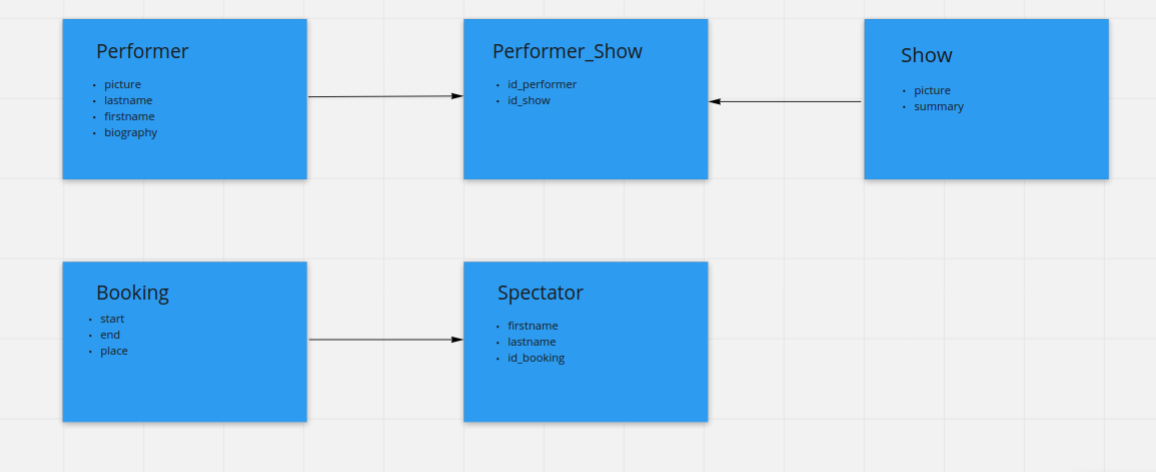 Performer
• picture
• lastname
• firstname
• biography
Performer_Show
• id_performer
• id_show
Show
• picture
• summary
Booking
• start
• end
• place
Spectator
• firstname
• lastname
• id_booking